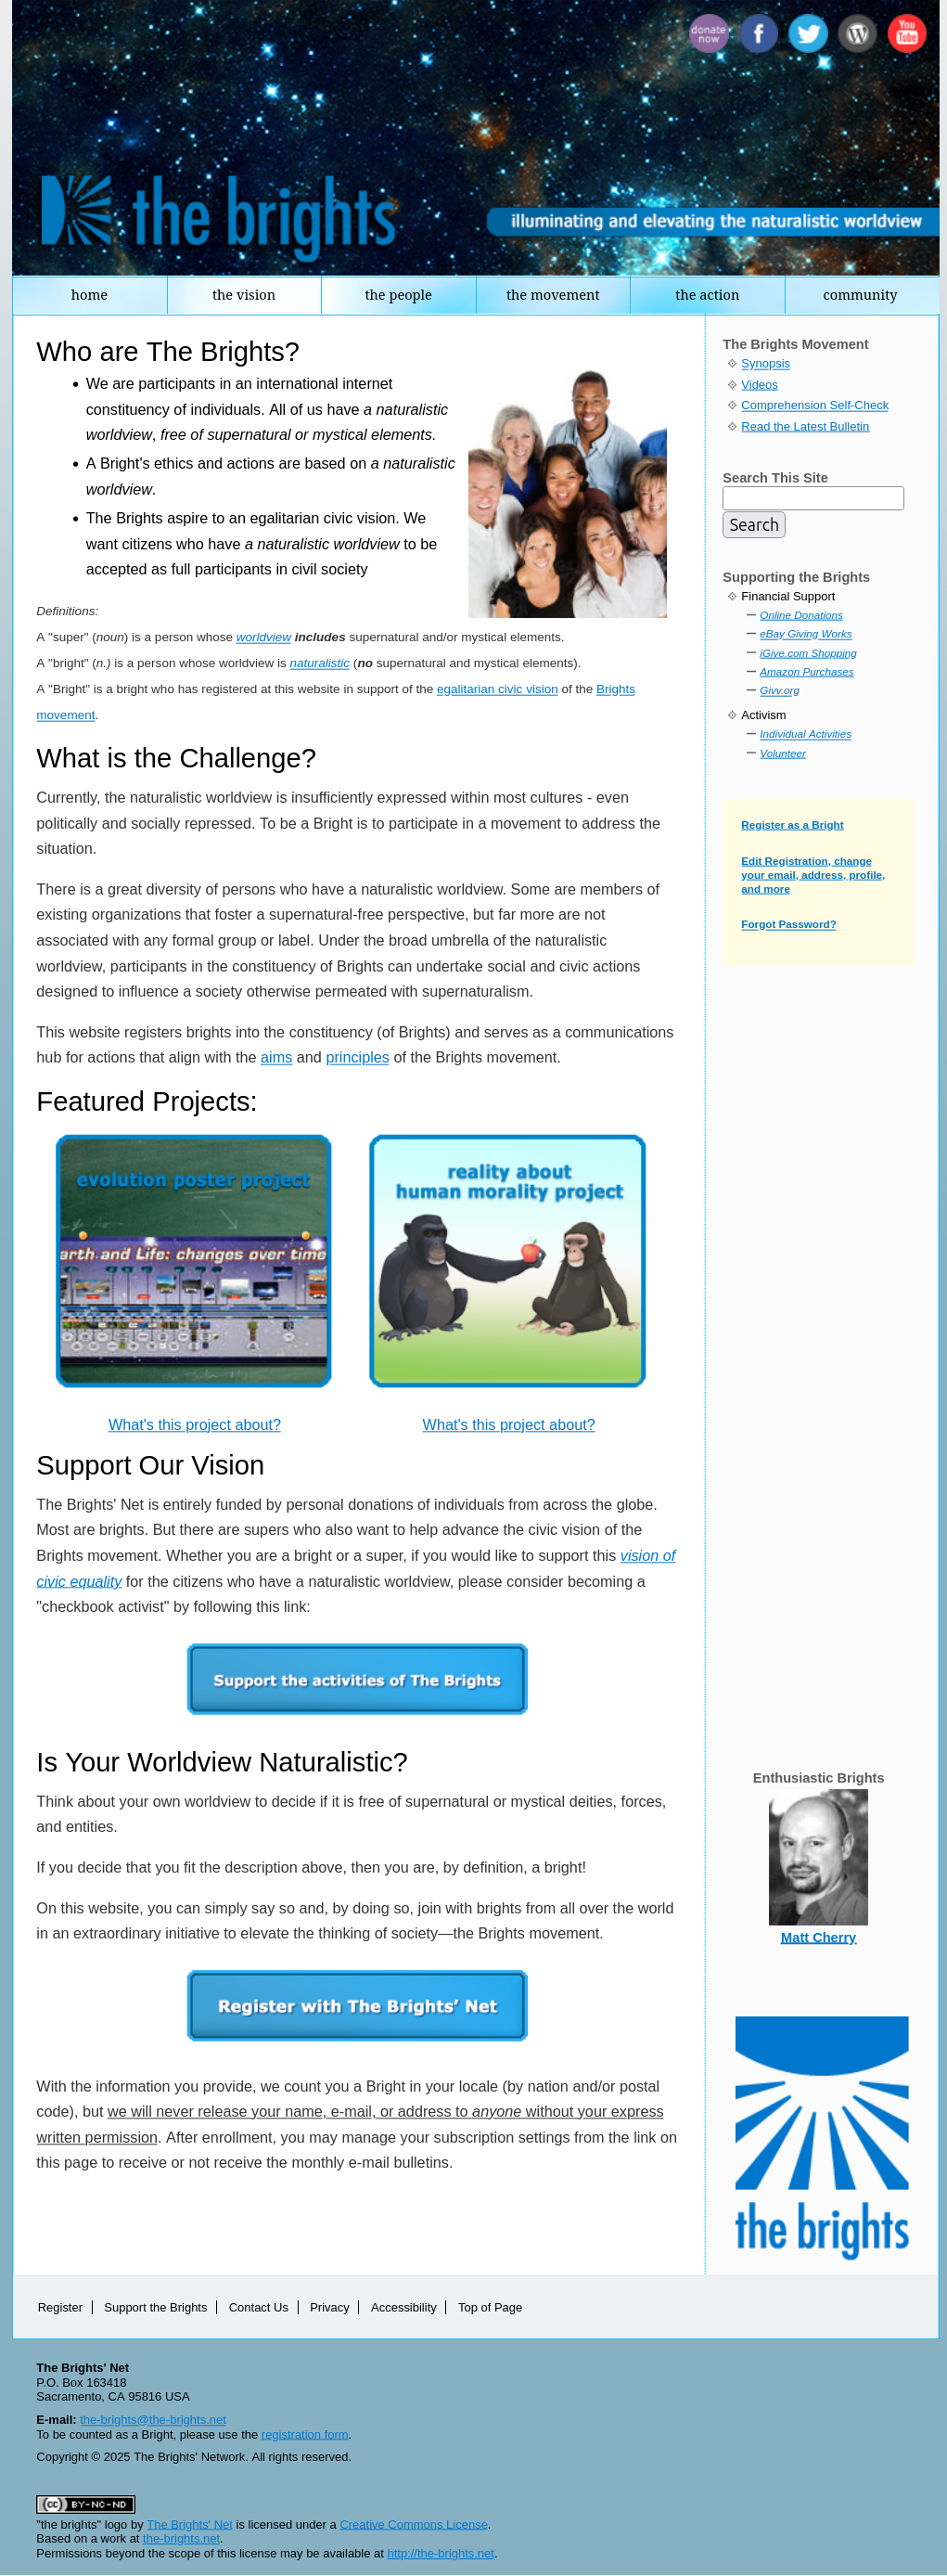 donate now
f
You Tube
the brights
illuminating and elevating the naturalistic worldview
home
the vision
the people
the movement
the action
community
Who are The Brights?
We are participants in an international internet
constituency of individuals. All of us have a naturalistic
worldview, free of supernatural or mystical elements.
A Bright's ethics and actions are based on a naturalistic
worldview.
The Brights aspire to an egalitarian civic vision. We
want citizens who have a naturalistic worldview to be
accepted as full participants in civil society
Definitions:
A "super" (noun) is a person whose worldview includes supernatural and/or mystical elements.
A "bright" (n.) is a person whose worldview is naturalistic (no supernatural and mystical elements).
A "Bright" is a bright who has registered at this website in support of the egalitarian civic vision of the Brights
movement.
What is the Challenge?
Currently, the naturalistic worldview is insufficiently expressed within most cultures - even
politically and socially repressed. To be a Bright is to participate in a movement to address the
situation.
There is a great diversity of persons who have a naturalistic worldview. Some are members of
existing organizations that foster a supernatural-free perspective, but far more are not
associated with any formal group or label. Under the broad umbrella of the naturalistic
worldview, participants in the constituency of Brights can undertake social and civic actions
designed to influence a society otherwise permeated with supernaturalism.
This website registers brights into the constituency (of Brights) and serves as a communications
hub for actions that align with the aims and principles of the Brights movement.
Featured Projects:
evolution poster project
arth and Life: changes over time
reality about
human morality project
What's this project about?
What's this project about?
Support Our Vision
The Brights' Net is entirely funded by personal donations of individuals from across the globe.
Most are brights. But there are supers who also want to help advance the civic vision of the
Brights movement. Whether you are a bright or a super, if you would like to support this vision of
civic equality for the citizens who have a naturalistic worldview, please consider becoming a
"checkbook activist" by following this link:
Support the activities of The Brights
Is Your Worldview Naturalistic?
Think about your own worldview to decide if it is free of supernatural or mystical deities, forces,
and entities.
If you decide that you fit the description above, then you are, by definition, a bright!
On this website, you can simply say so and, by doing so, join with brights from all over the world
in an extraordinary initiative to elevate the thinking of society—the Brights movement.
Register with The Brights' Net
With the information you provide, we count you a Bright in your locale (by nation and/or postal
code), but we will never release your name, e-mail, or address to anyone without your express
written permission. After enrollment, you may manage your subscription settings from the link on
this page to receive or not receive the monthly e-mail bulletins.
The Brights Movement
Synopsis
Videos
Comprehension Self-Check
Read the Latest Bulletin
Search This Site
Search
Supporting the Brights
Financial Support
Online Donations
eBay Giving Works
iGive.com Shopping
Amazon Purchases
Givv.org
Activism
Individual Activities
Volunteer
Register as a Bright
Edit Registration, change
your email, address, profile,
and more
Forgot Password?
Enthusiastic Brights
Matt Cherry
the brights
Register
Support the Brights
Contact Us
Privacy
Accessibility
Top of Page
The Brights' Net
P.O. Box 163418
Sacramento, CA 95816 USA
E-mail: the-brights@the-brights.net
To be counted as a Bright, please use the registration form.
Copyright © 2025 The Brights' Network. All rights reserved.
cc BY-NC-ND
"the brights" logo by The Brights' Net is licensed under a Creative Commons License.
Based on a work at the-brights.net.
Permissions beyond the scope of this license may be available at http://the-brights.net.